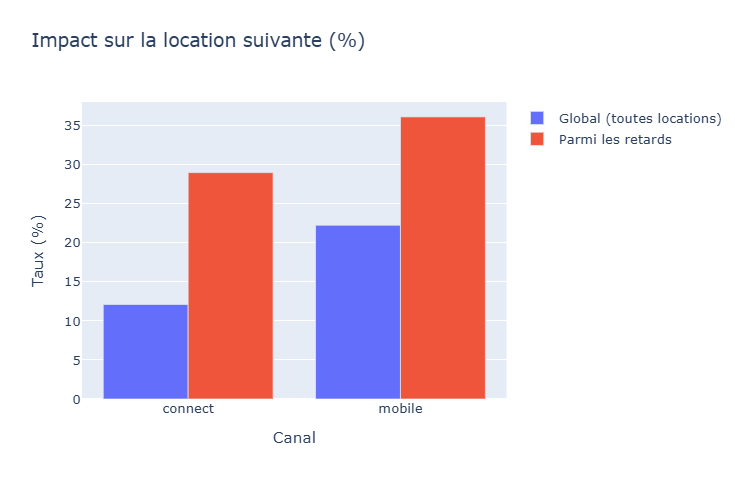 Impact sur la location suivante (%)
Global (toutes locations)
Parmi les retards
35
30
25
20
15
10
5
0
Taux (%)
connect
mobile
Canal